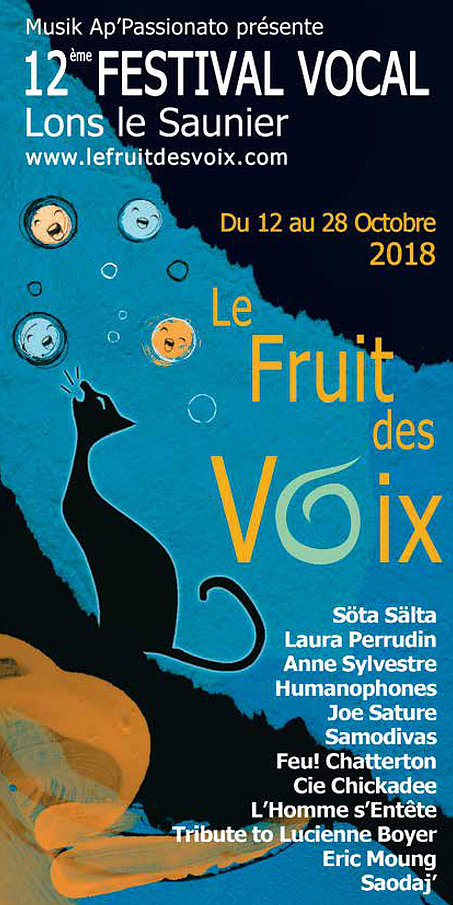 Musik Ap'Passionato présente
12ème FESTIVAL VOCAL
Lons le Saunier
www.lefruitdesvoix.com
Du 12 au 28 Octobre
2018
Le
Fruit
des
Voix
Söta Sälta
Laura Perrudin
Anne Sylvestre
Humanophones
Joe Sature
Samodivas
Feu! Chatterton
Cie Chickadee
L'Homme s'Entête
Tribute to Lucienne Boyer
Eric Moung
Saodaj'